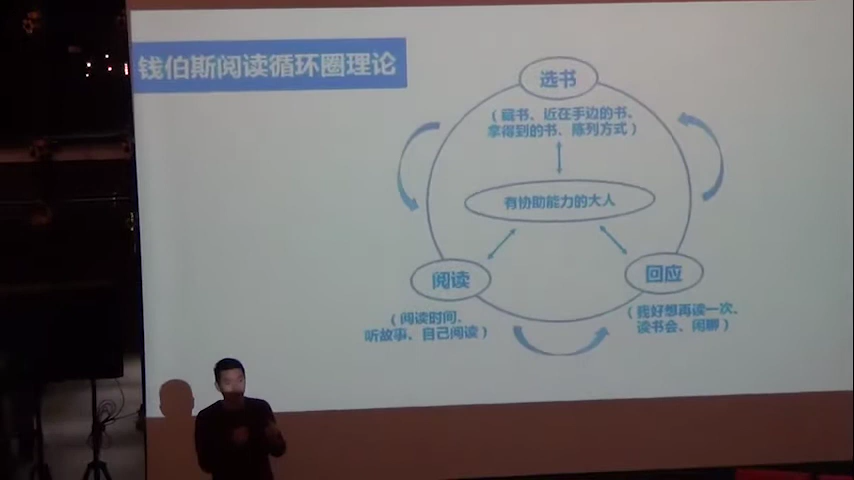 钱伯斯阅读循环圈理论
选书
（藏书、近在手边的书、
拿得到的书、陈列方式）
有协助能力的大人
阅读
（阅读时间、
听故事、自己阅读）
回应
（我好想再读一次、
读书会、闲聊）